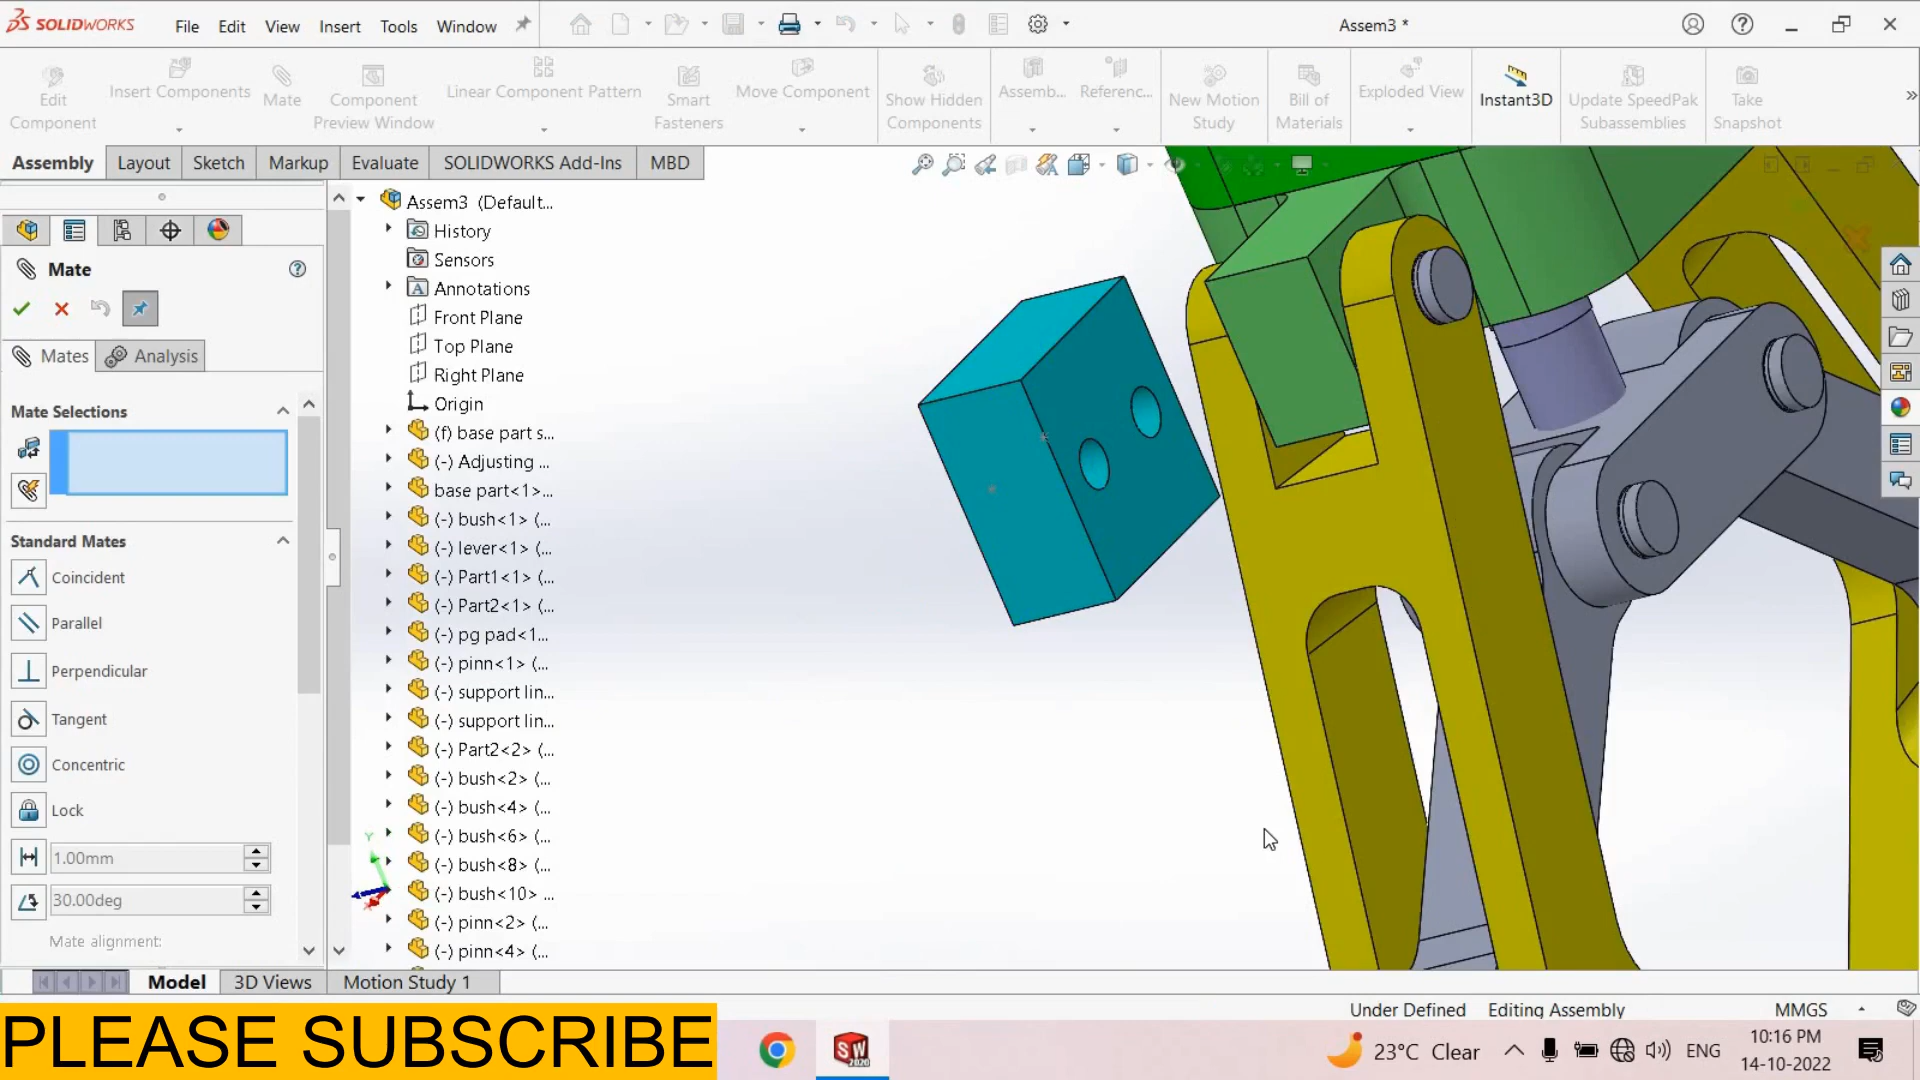 SOLIDWORKS File Edit View Insert Tools Window Assem3 *
Edit Component
Insert Components
Mate
Component Preview Window
Linear Component Pattern
Smart Fasteners
Move Component
Show Hidden Components
Assemb...
Referenc...
New Motion Study
Bill of Materials
Exploded View
Instant3D
Update SpeedPak Subassemblies
Take Snapshot
Assembly Layout Sketch Markup Evaluate SOLIDWORKS Add-Ins MBD
Mate
Mates Analysis
Mate Selections
Standard Mates
Coincident
Parallel
Perpendicular
Tangent
Concentric
Lock
1.00mm
30.00deg
Mate alignment:
Assem3 (Default...
History
Sensors
Annotations
Front Plane
Top Plane
Right Plane
Origin
(f) base part s...
(-) Adjusting ...
base part<1>...
(-) bush<1> (...
(-) lever<1> (...
(-) Part1<1> (...
(-) Part2<1> (...
(-) pg pad<1...
(-) pinn<1> (...
(-) support lin...
(-) support lin...
(-) Part2<2> (...
(-) bush<2> (...
(-) bush<4> (...
(-) bush<6> (...
(-) bush<8> (...
(-) bush<10> ...
(-) pinn<2> (...
(-) pinn<4> (...
Y
Model 3D Views Motion Study 1
Under Defined Editing Assembly MMGS
PLEASE SUBSCRIBE
SW 2020
23°C Clear ENG
10:16 PM
14-10-2022